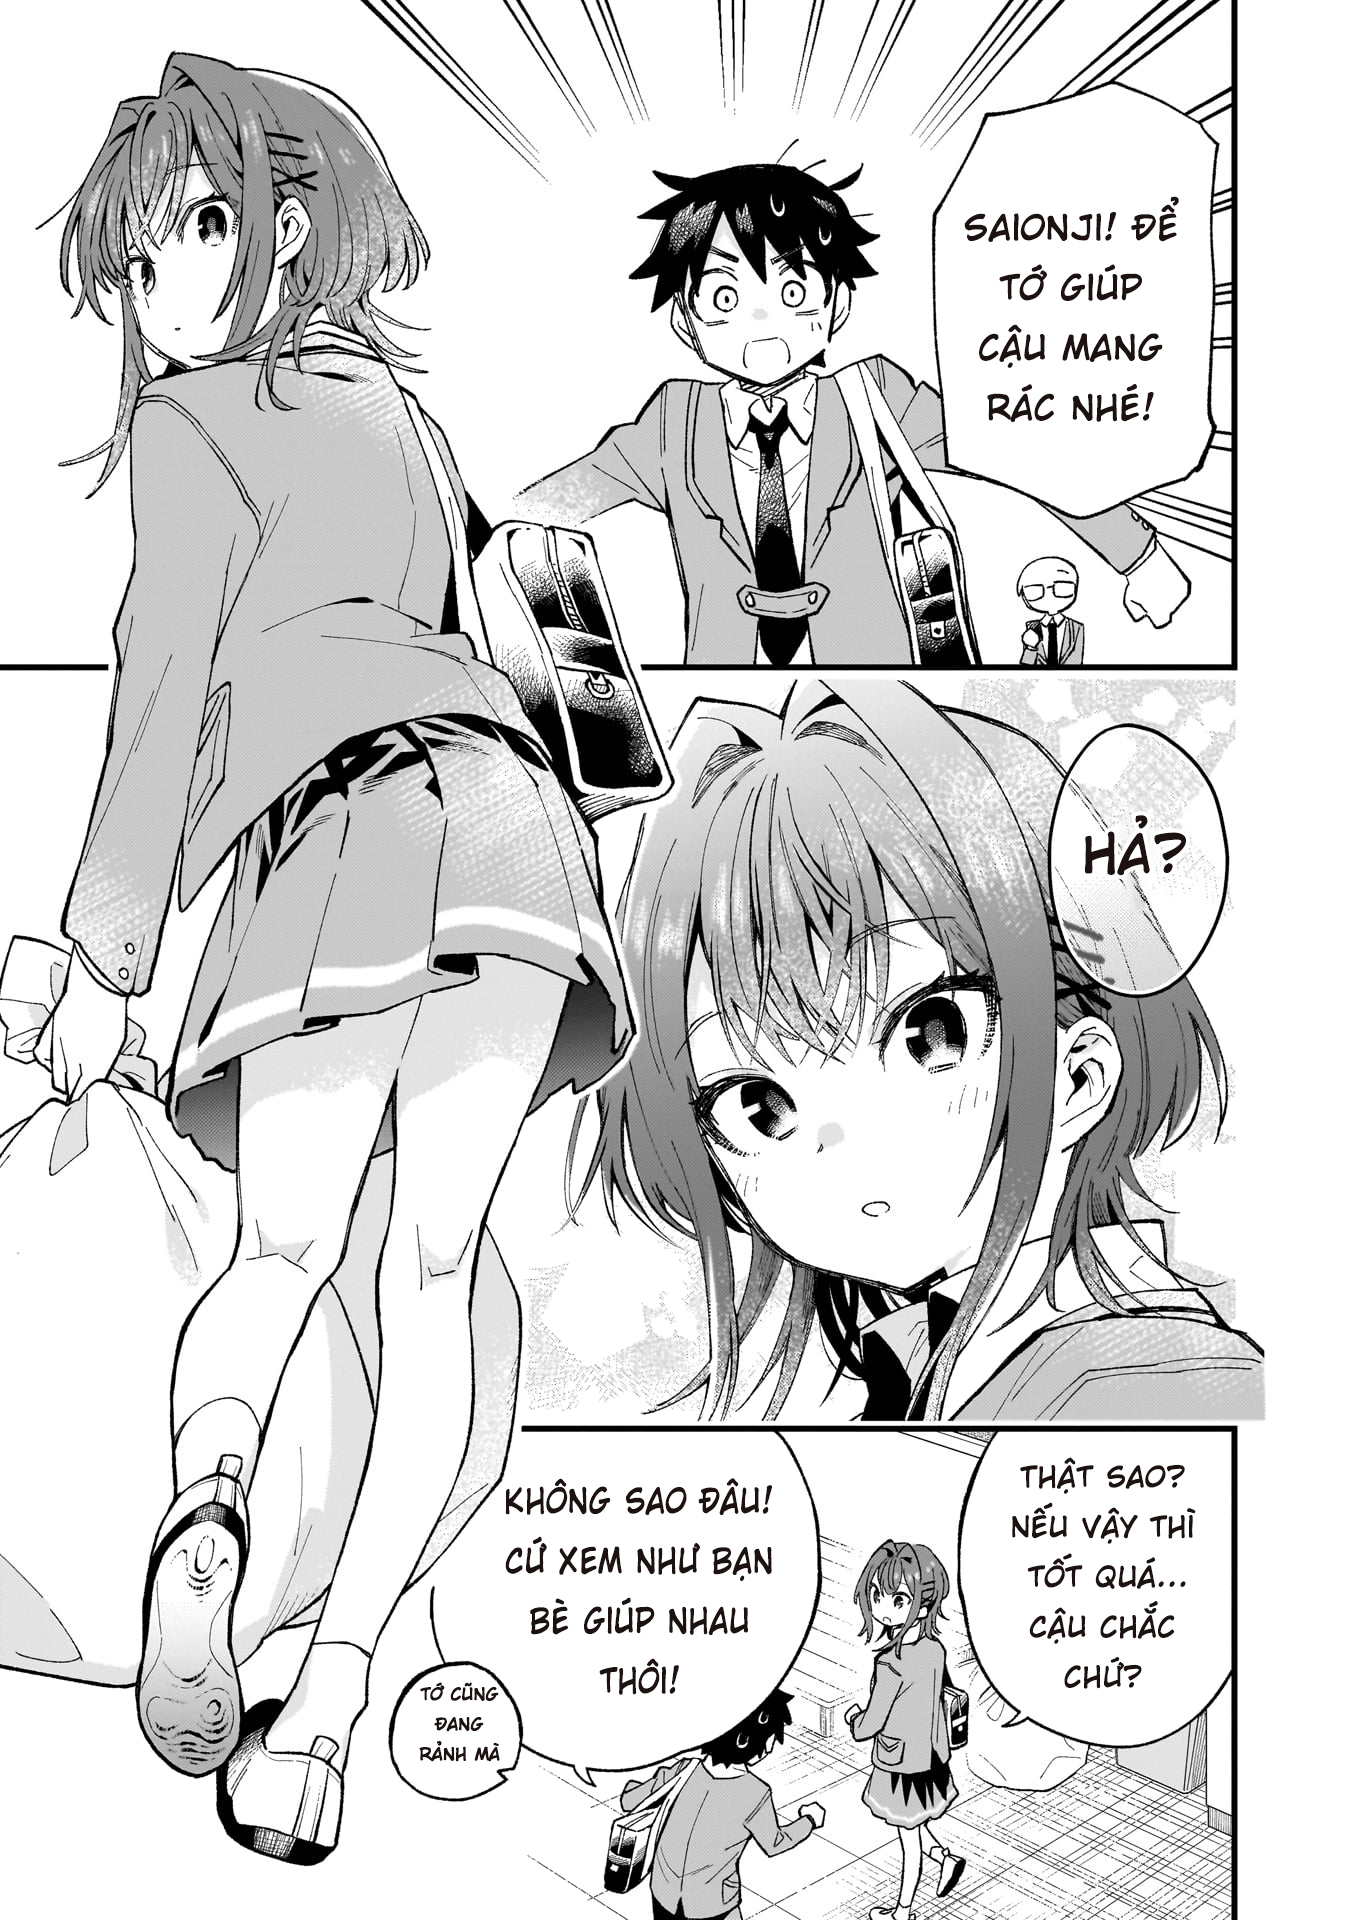 SAIONJI! ĐỂ
TỚ GIÚP
CẬU MANG
RÁC NHÉ!
HẢ?
THẬT SAO?
NẾU VẬY THÌ
TỐT QUÁ...
CẬU CHẮC
CHỨ?
KHÔNG SAO ĐÂU!
CỨ XEM NHƯ BẠN
BÈ GIÚP NHAU
THÔI!
TỚ CŨNG
ĐANG
RẢNH MÀ